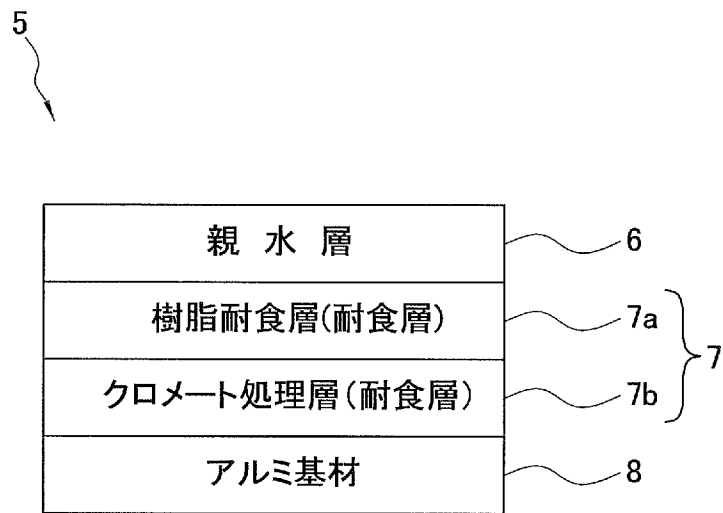 5
親 水 層 6
樹脂耐食層(耐食層) 7a
7
クロメート処理層(耐食層) 7b
アルミ基材 8